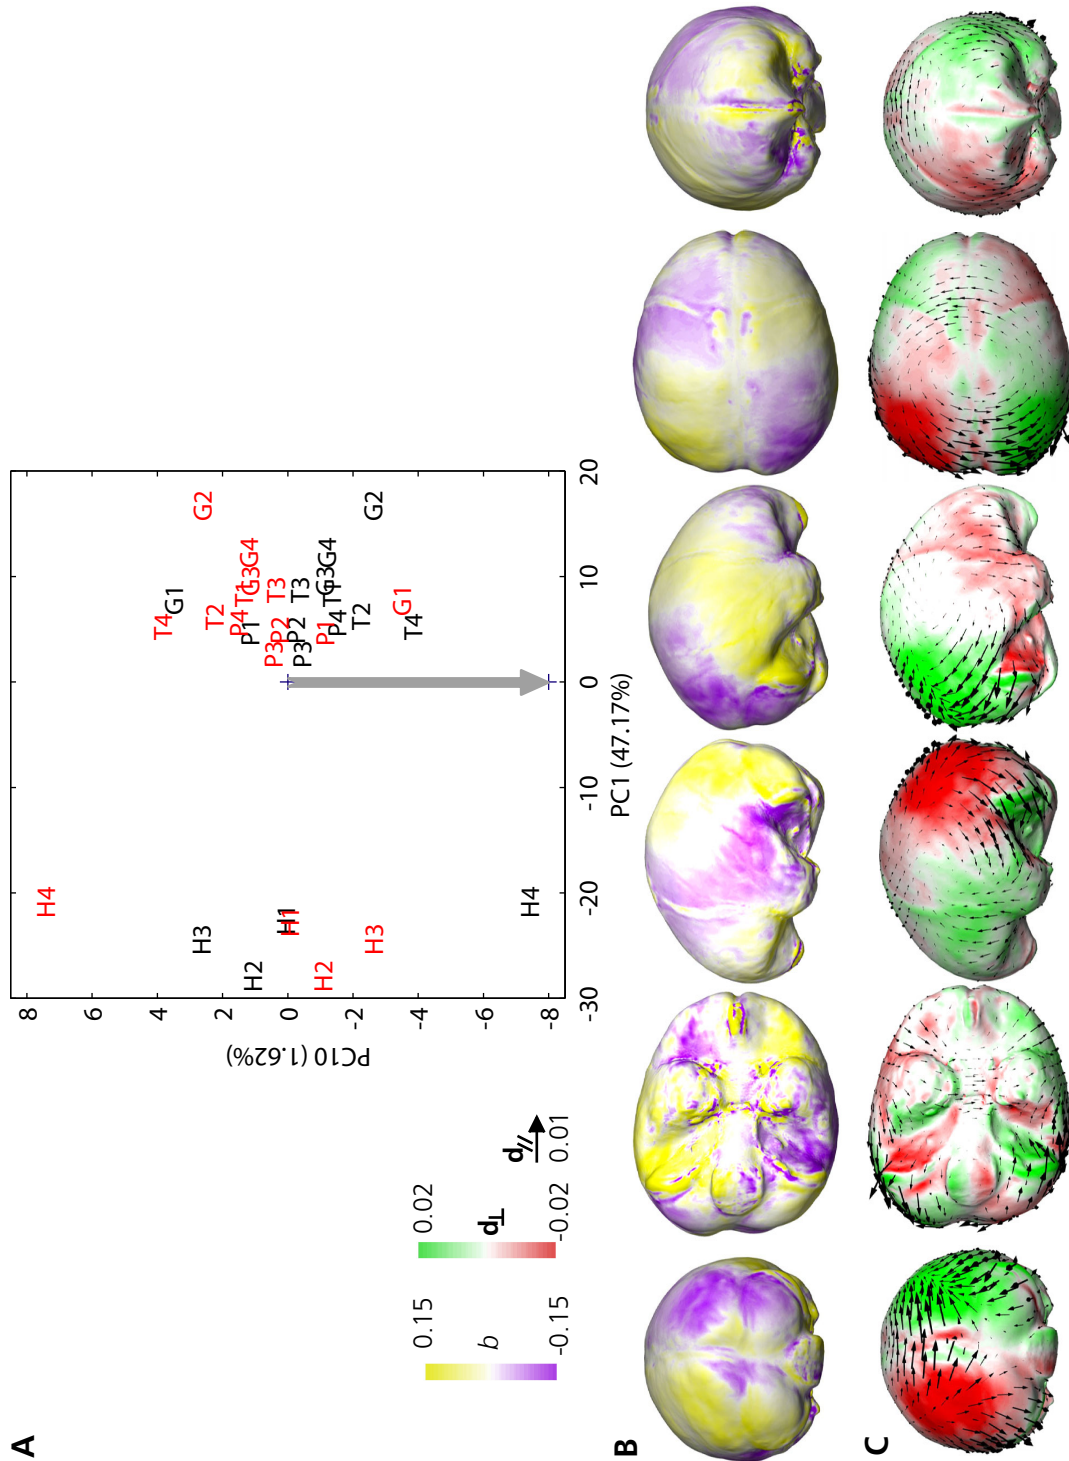 A
8
6
4
2
0
-2
-4
-6
-8
PC10 (1.62%)
-30
-20
-10
0
10
20
PC1 (47.17%)
H4
H3
H2
H1
H1
H2
H3
H4
T4
G1
T2
P4
P1
T1
G3
G4
G2
P3
P2
T3
P3
P2
T3
P1
P4
T1
G3
G4
T2
G1
T4
G2
0.15
b
-0.15
0.02
d⊥
-0.02
d//
0.01
B
C